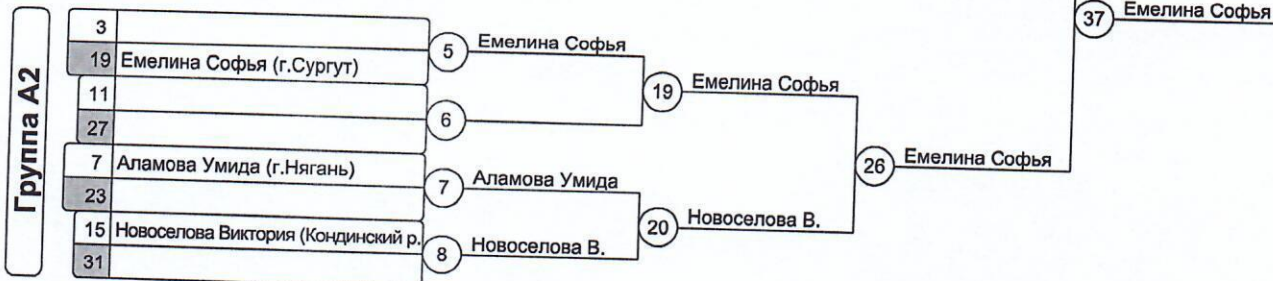 Группа А2
3
19 Емелина Софья (г.Сургут)
11
27
7 Аламова Умида (г.Нягань)
23
15 Новоселова Виктория (Кондинский р.
31
5 Емелина Софья
6
7 Аламова Умида
8 Новоселова В.
19 Емелина Софья
20 Новоселова В.
26 Емелина Софья
37 Емелина Софья